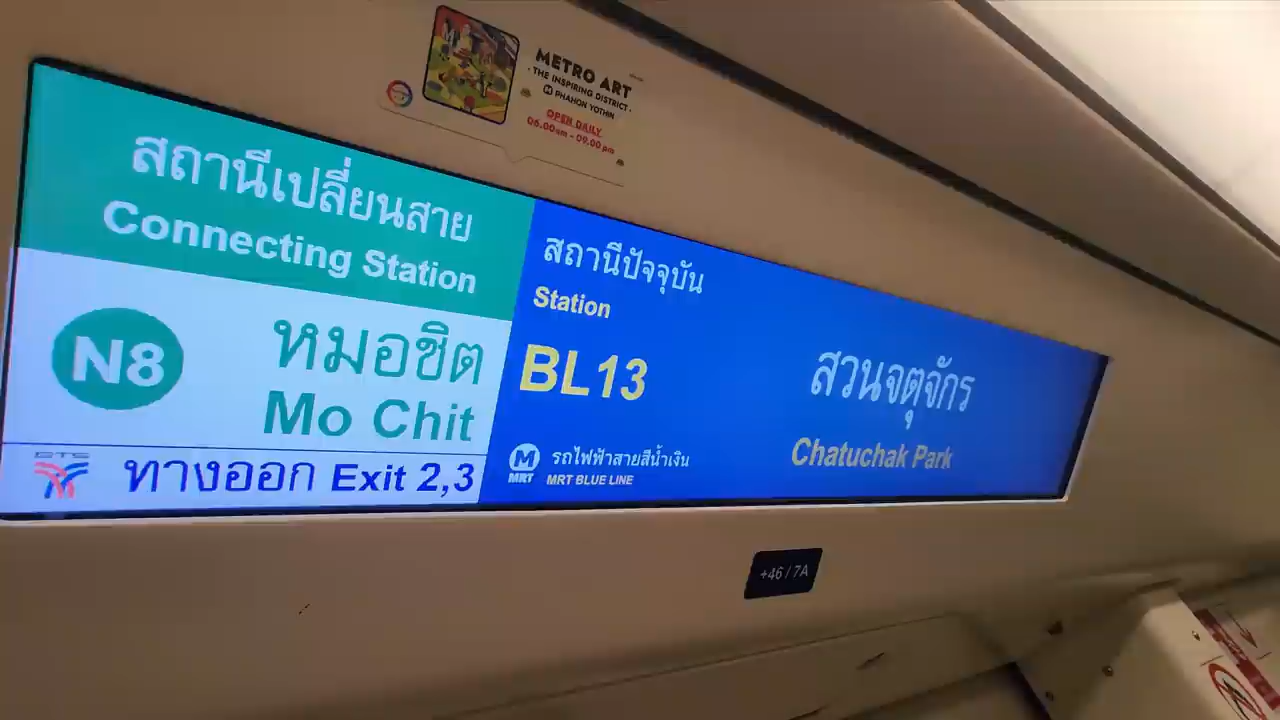 METRO ART
THE INSPIRING DISTRICT
PHAHON YOTHIN
OPEN DAILY
06.00am - 09.00 pm
สถานีเปลี่ยนสาย
Connecting Station
N8
หมอชิต
Mo Chit
BTS
ทางออก Exit 2,3
สถานีปัจจุบัน
Station
BL13
สวนจตุจักร
Chatuchak Park
M
MRT
รถไฟฟ้าสายสีน้ำเงิน
MRT BLUE LINE
+46 / 7A